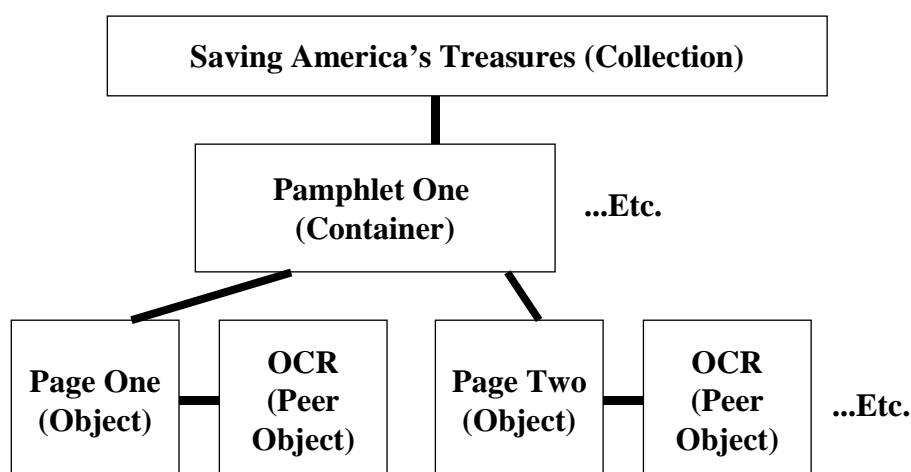 Saving America’s Treasures (Collection)
Pamphlet One
(Container)
...Etc.
Page One
(Object)
OCR
(Peer
Object)
Page Two
(Object)
OCR
(Peer
Object)
...Etc.